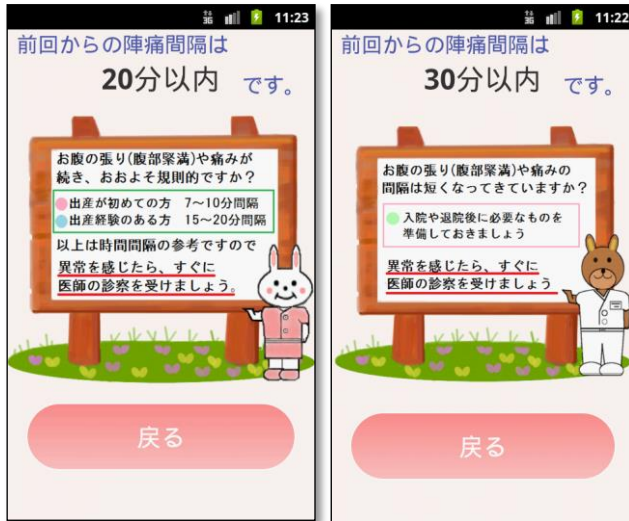 3G 11:23
前回からの陣痛間隔は
20分以内 です。
お腹の張り(腹部緊満)や痛みが
続き、おおよそ規則的ですか？
出産が初めての方 7～10分間隔
出産経験のある方 15～20分間隔
以上は時間間隔の参考ですので
異常を感じたら、すぐに
医師の診察を受けましょう。
戻る
3G 11:22
前回からの陣痛間隔は
30分以内 です。
お腹の張り(腹部緊満)や痛みの
間隔は短くなってきていますか？
入院や退院後に必要なものを
準備しておきましょう
異常を感じたら、すぐに
医師の診察を受けましょう
戻る